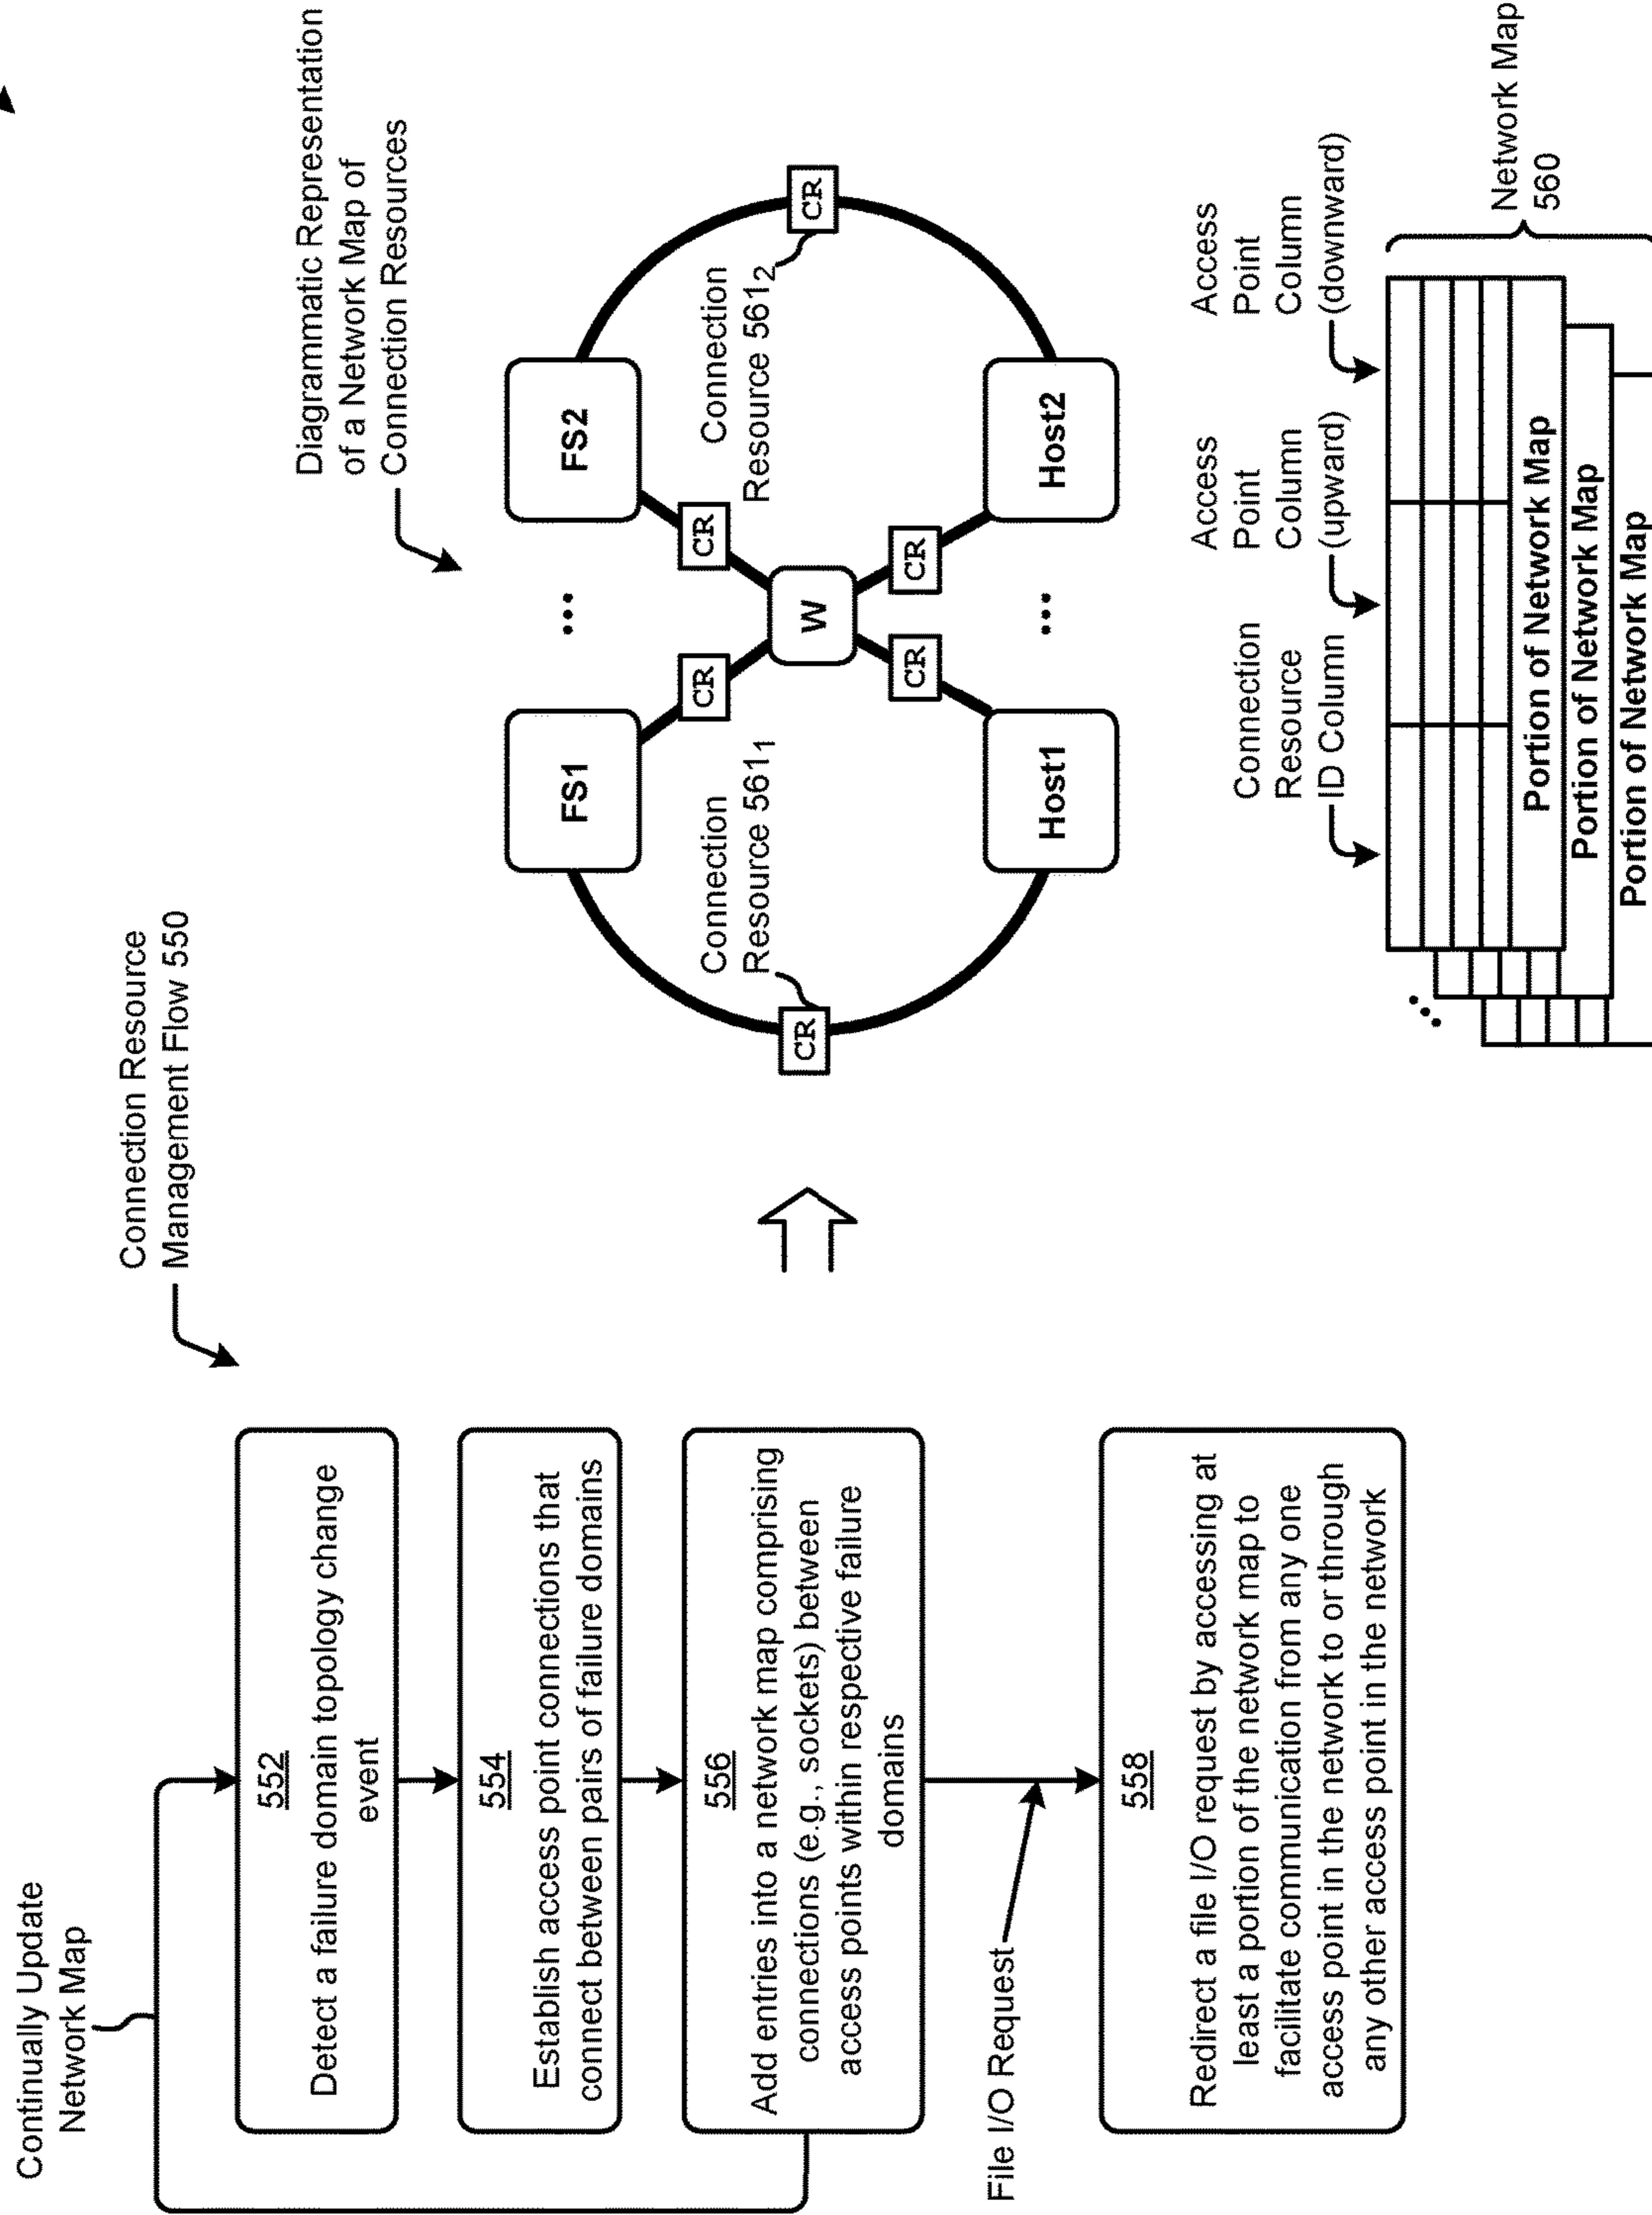 Continually Update
Network Map
Connection Resource
Management Flow 550
552
Detect a failure domain topology change
event
554
Establish access point connections that
connect between pairs of failure domains
556
Add entries into a network map comprising
connections (e.g., sockets) between
access points within respective failure
domains
File I/O Request
558
Redirect a file I/O request by accessing at
least a portion of the network map to
facilitate communication from any one
access point in the network to or through
any other access point in the network
Diagrammatic Representation
of a Network Map of
Connection Resources
FS1
...
FS2
CR
CR
Connection
Resource 561₁
Connection
Resource 561₂
CR
W
CR
CR
CR
Host1
...
Host2
Connection
Resource
ID Column
Access
Point
Column
(upward)
Access
Point
Column
(downward)
Portion of Network Map
Portion of Network Map
Portion of Network Map
Network Map
560